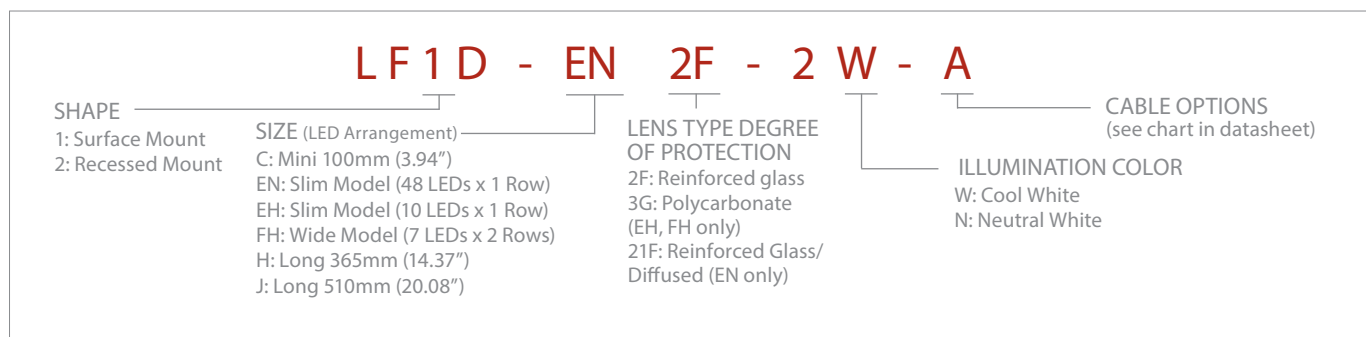 LF1D - EN 2F - 2 W - A
SHAPE
1: Surface Mount
2: Recessed Mount
SIZE (LED Arrangement)
C: Mini 100mm (3.94”)
EN: Slim Model (48 LEDs x 1 Row)
EH: Slim Model (10 LEDs x 1 Row)
FH: Wide Model (7 LEDs x 2 Rows)
H: Long 365mm (14.37”)
J: Long 510mm (20.08”)
LENS TYPE DEGREE
OF PROTECTION
2F: Reinforced glass
3G: Polycarbonate
(EH, FH only)
21F: Reinforced Glass/
Diffused (EN only)
ILLUMINATION COLOR
W: Cool White
N: Neutral White
CABLE OPTIONS
(see chart in datasheet)